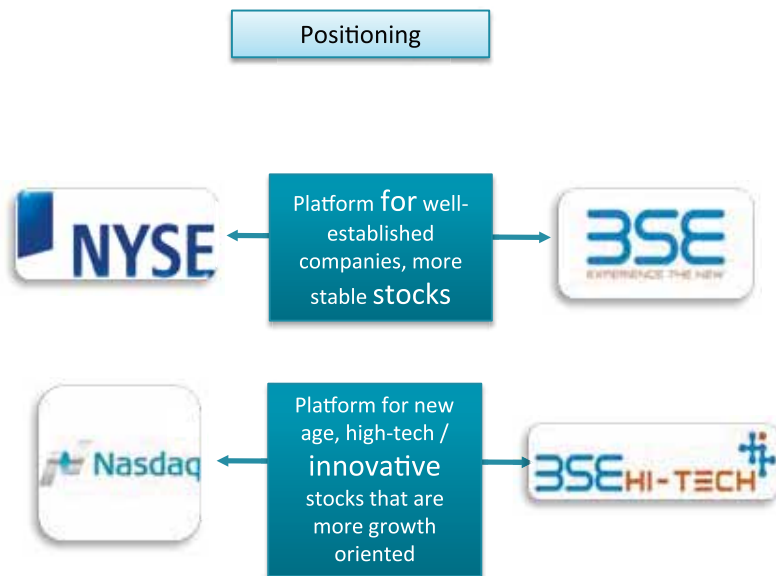 Positioning
NYSE
Platform for well-
established
companies, more
stable stocks
BSE
EXPERIENCE THE NEW
Nasdaq
Platform for new
age, high-tech /
innovative
stocks that are
more growth
oriented
BSE HI-TECH